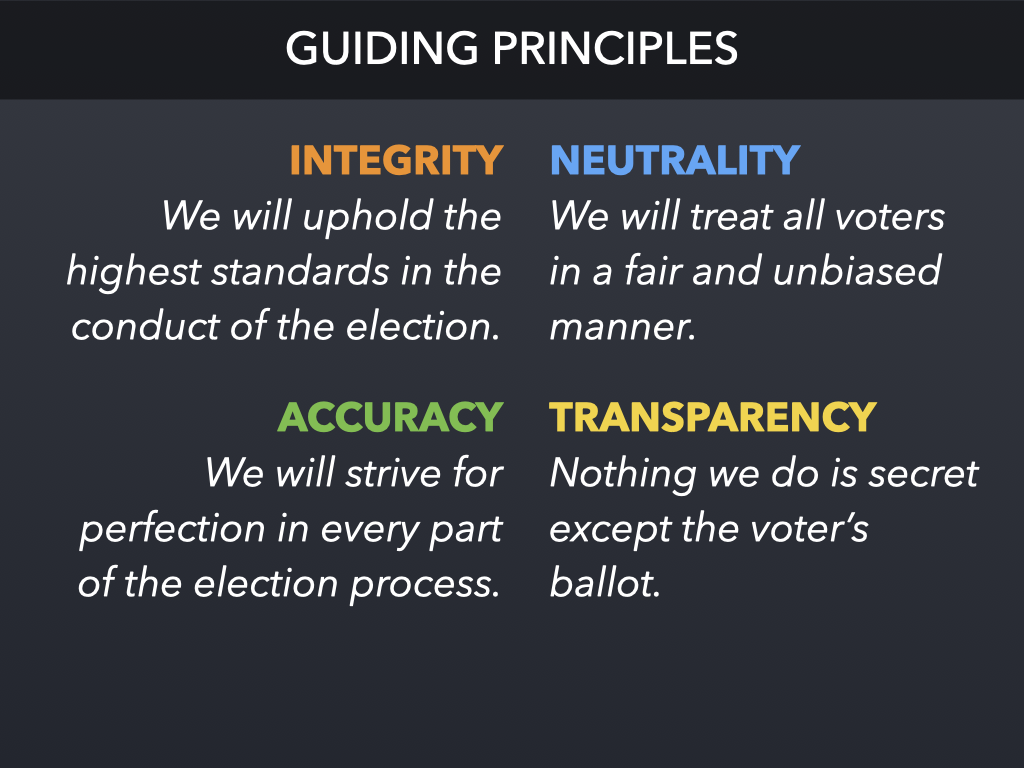 GUIDING PRINCIPLES
INTEGRITY
We will uphold the
highest standards in the
conduct of the election.
NEUTRALITY
We will treat all voters
in a fair and unbiased
manner.
ACCURACY
We will strive for
perfection in every part
of the election process.
TRANSPARENCY
Nothing we do is secret
except the voter’s
ballot.